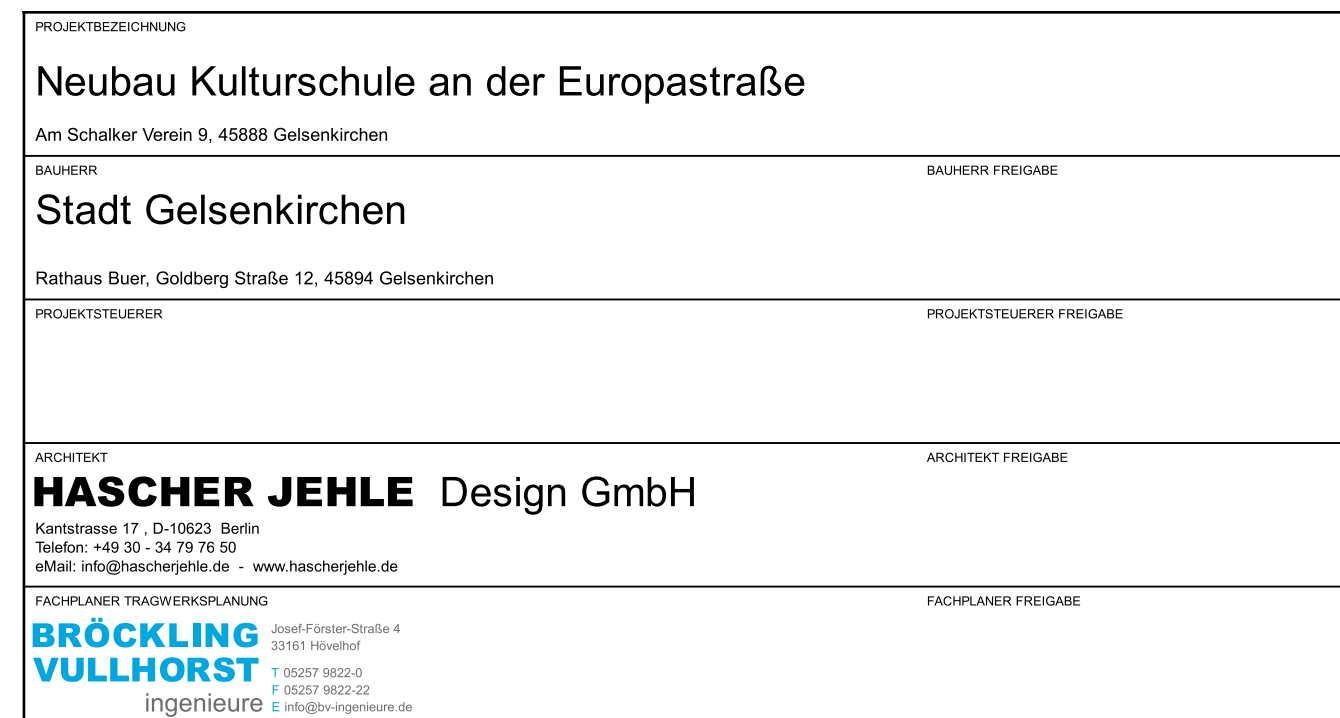 PROJEKTBEZEICHNUNG
Neubau Kulturschule an der Europastraße
Am Schalker Verein 9, 45888 Gelsenkirchen
BAUHERR
BAUHERR FREIGABE
Stadt Gelsenkirchen
Rathaus Buer, Goldberg Straße 12, 45894 Gelsenkirchen
PROJEKTSTEUERER
PROJEKTSTEUERER FREIGABE
ARCHITEKT
ARCHITEKT FREIGABE
HASCHER JEHLE Design GmbH
Kantstrasse 17 , D-10623 Berlin
Telefon: +49 30 - 34 79 76 50
eMail: info@hascherjehle.de - www.hascherjehle.de
FACHPLANER TRAGWERKSPLANUNG
FACHPLANER FREIGABE
BRÖCKLING
VULLHORST
ingenieure
Josef-Förster-Straße 4
33161 Hövelhof
T 05257 9822-0
F 05257 9822-22
E info@bv-ingenieure.de